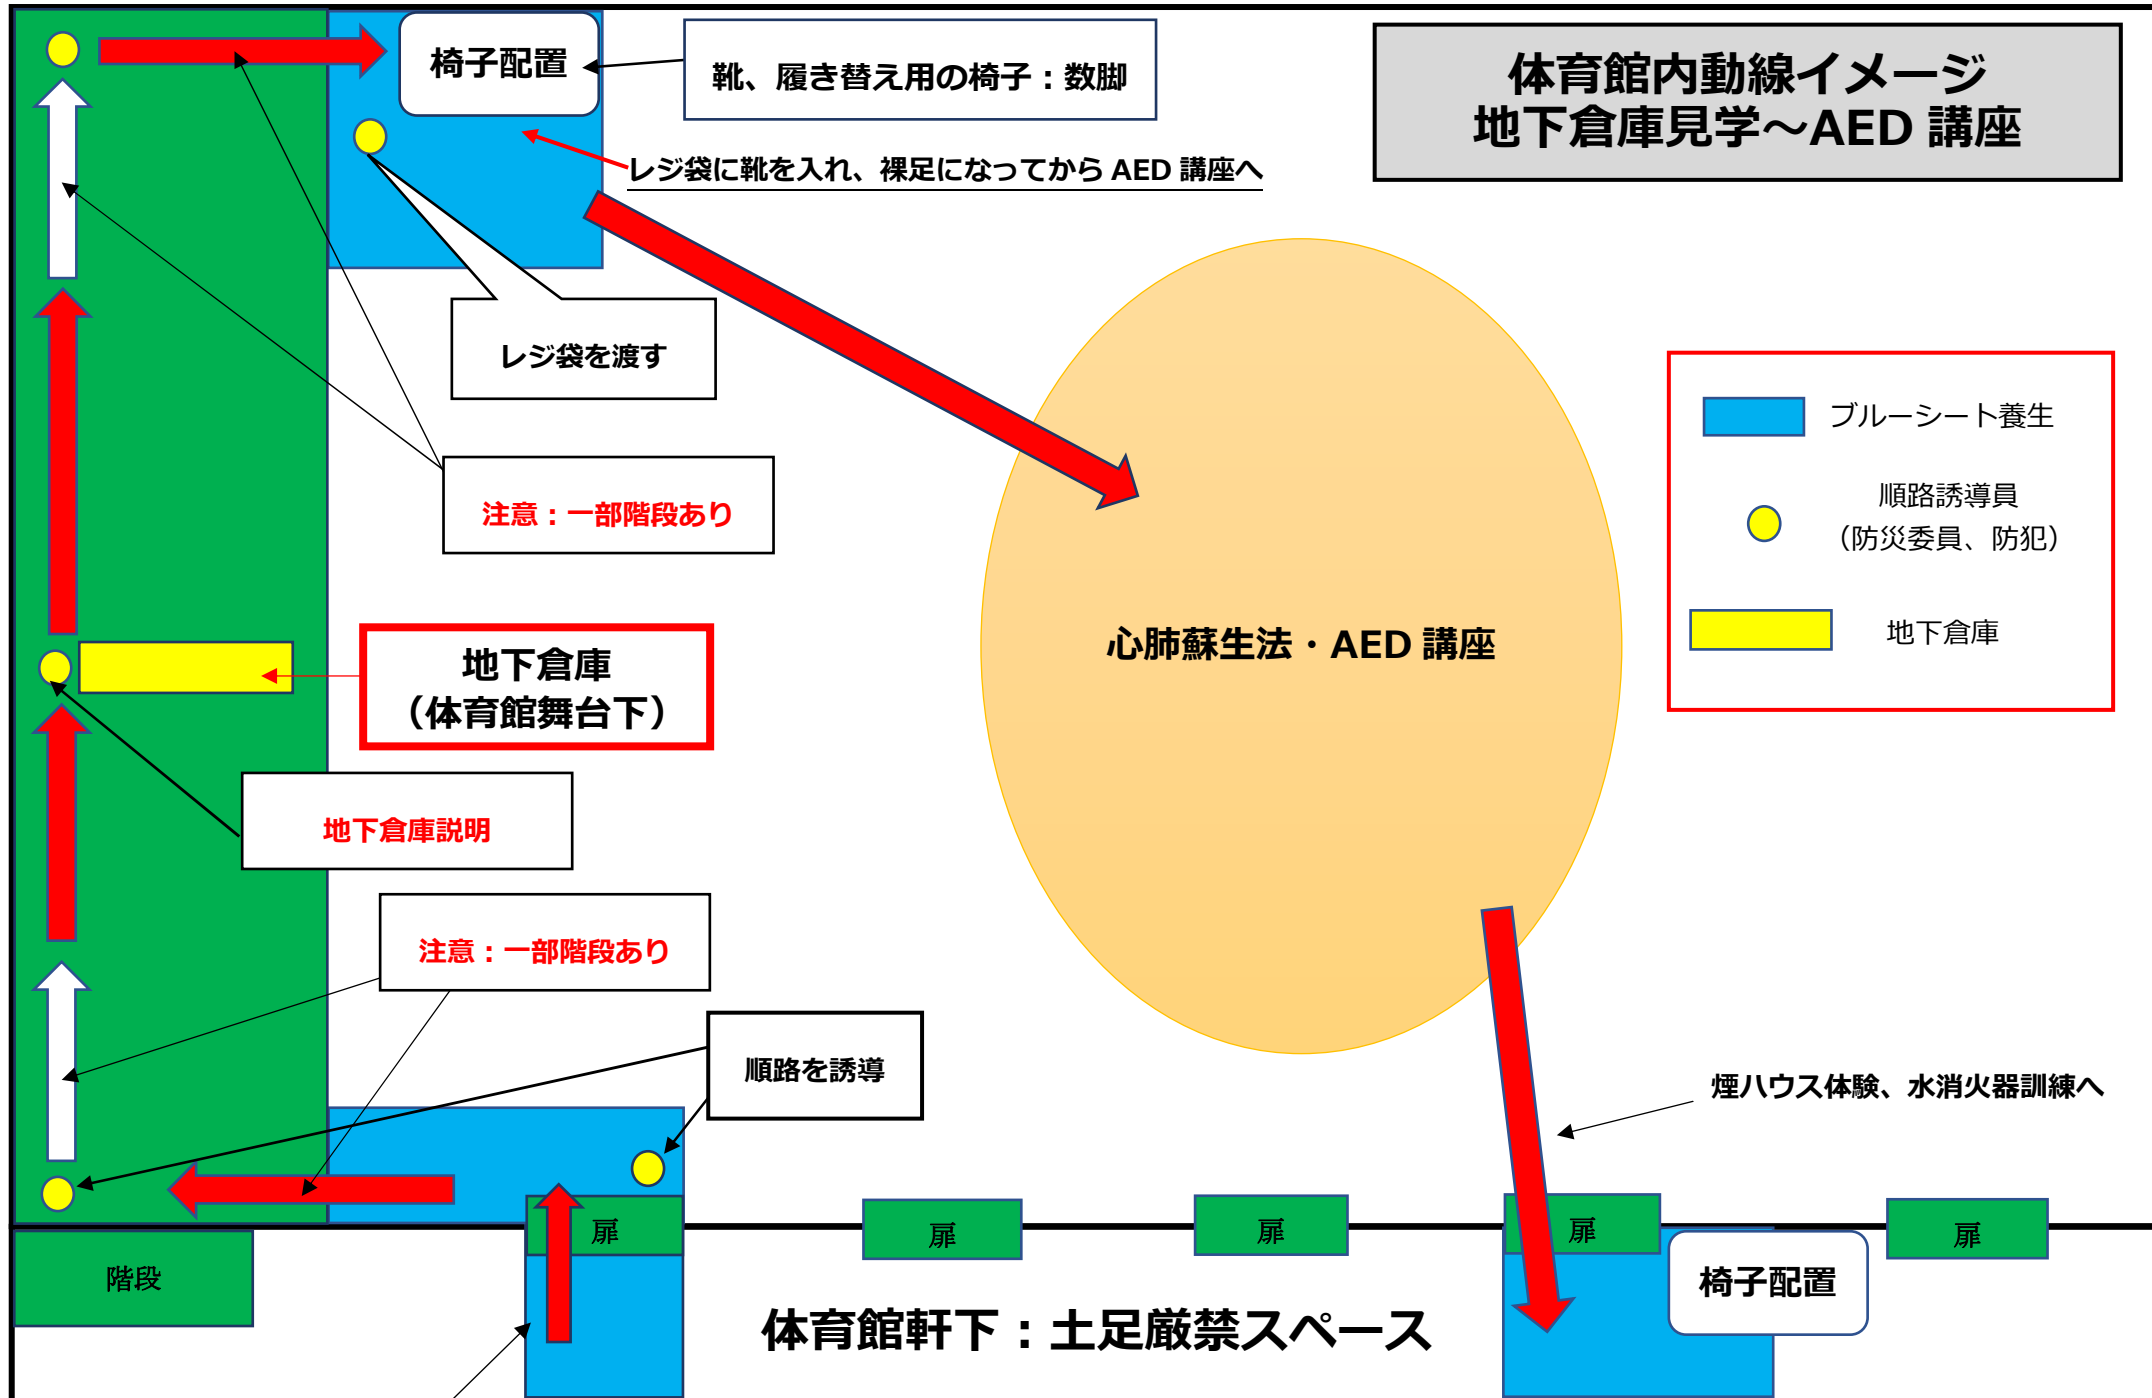 体育館内動線イメージ
地下倉庫見学～AED 講座
椅子配置
靴、履き替え用の椅子：数脚
レジ袋に靴を入れ、裸足になってから AED 講座へ
レジ袋を渡す
注意：一部階段あり
ブルーシート養生
順路誘導員
（防災委員、防犯）
地下倉庫
地下倉庫
（体育館舞台下）
心肺蘇生法・AED 講座
地下倉庫説明
注意：一部階段あり
順路を誘導
煙ハウス体験、水消火器訓練へ
扉
扉
扉
扉
扉
階段
椅子配置
体育館軒下：土足厳禁スペース